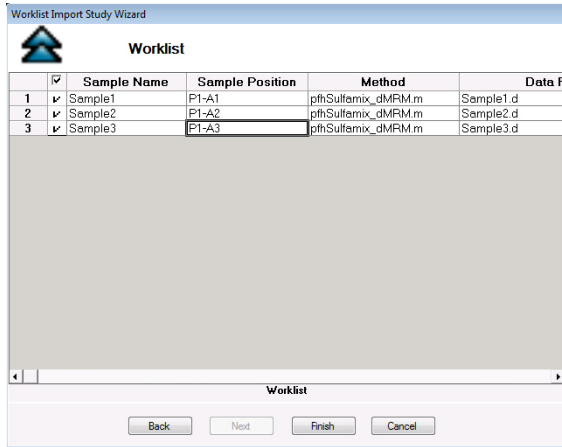 Worklist Import Study Wizard
Worklist
Sample Name Sample Position Method Data F
1 Sample1 P1-A1 pfhSulfamix_dMRM.m Sample1.d
2 Sample2 P1-A2 pfhSulfamix_dMRM.m Sample2.d
3 Sample3 P1-A3 pfhSulfamix_dMRM.m Sample3.d
Worklist
Back Next Finish Cancel